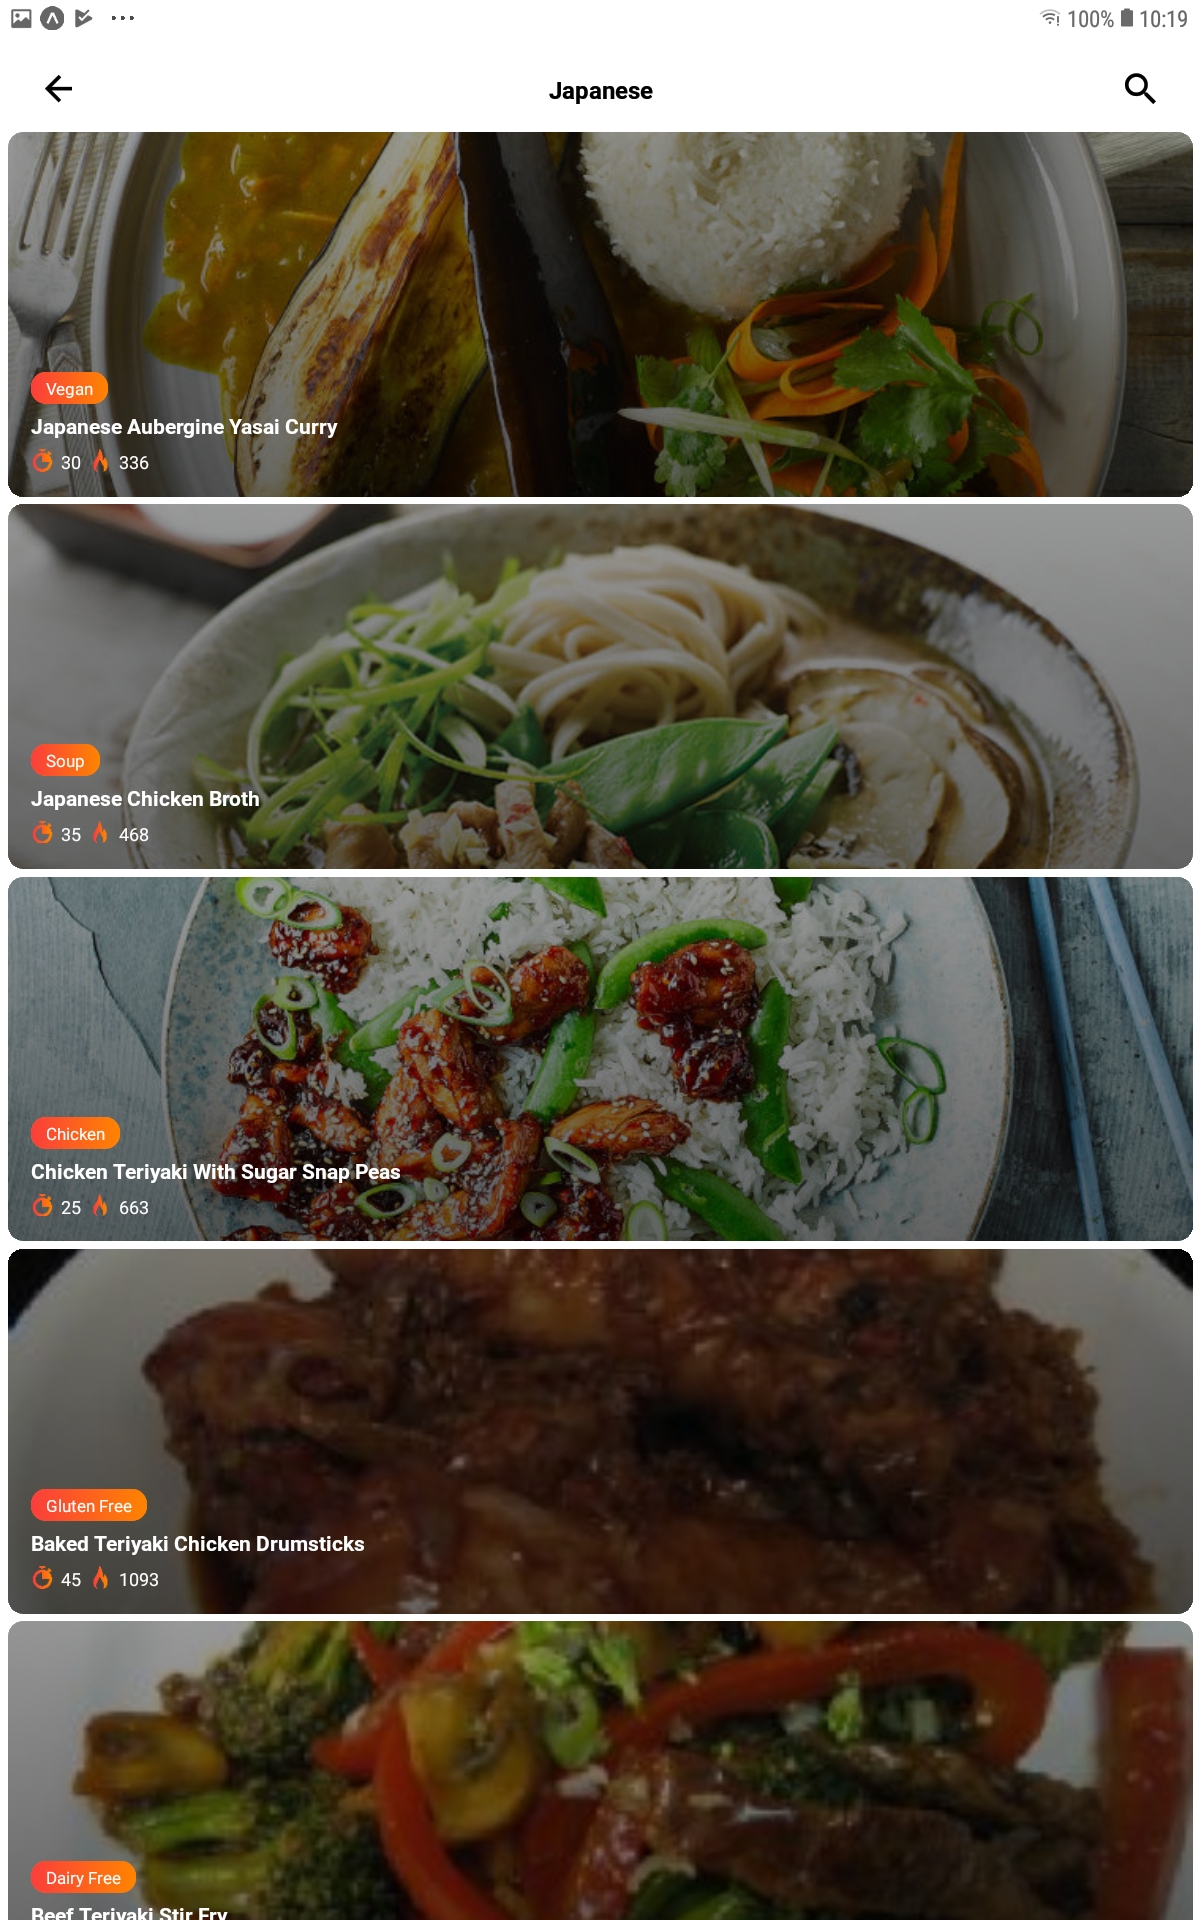 100% 10:19
Japanese
Vegan
Japanese Aubergine Yasai Curry
30 336
Soup
Japanese Chicken Broth
35 468
Chicken
Chicken Teriyaki With Sugar Snap Peas
25 663
Gluten Free
Baked Teriyaki Chicken Drumsticks
45 1093
Dairy Free
Beef Teriyaki Stir Fry